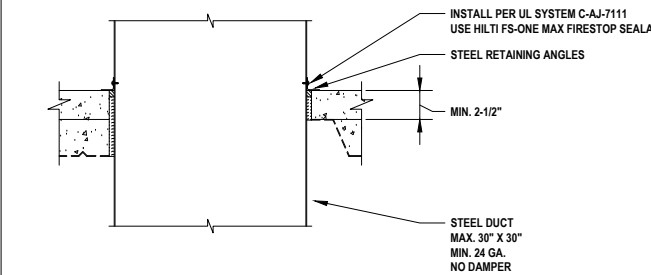 INSTALL PER UL SYSTEM C-AJ-7111
USE HILTI FS-ONE MAX FIRESTOP SEALA
STEEL RETAINING ANGLES
MIN. 2-1/2"
STEEL DUCT
MAX. 30" X 30"
MIN. 24 GA.
NO DAMPER